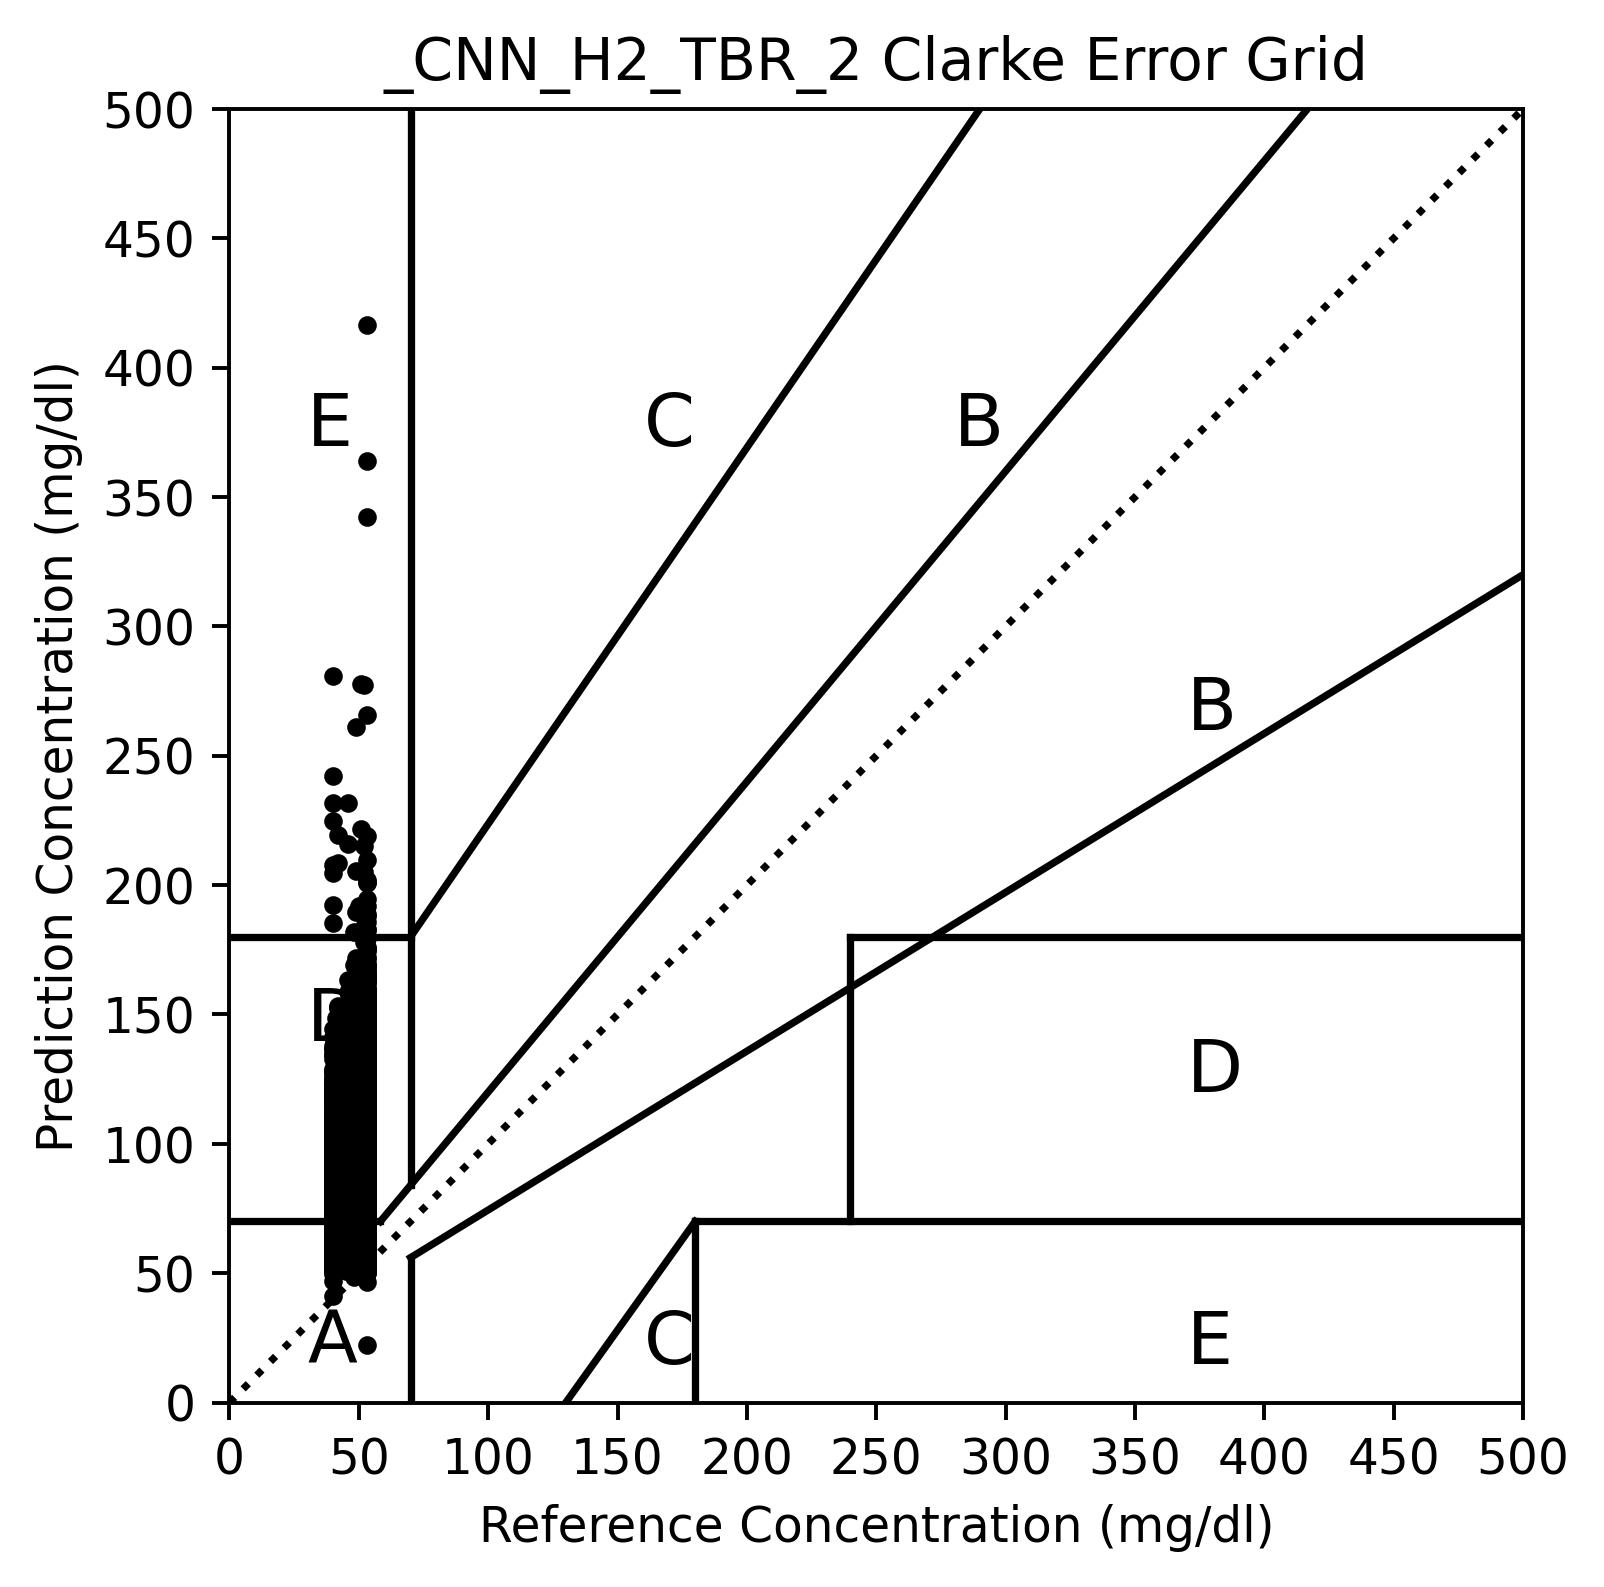 _CNN_H2_TBR_2 Clarke Error Grid
500
450
400
350
300
250
200
150
100
50
0
Prediction Concentration (mg/dl)
E
C
B
B
D
D
A
C
E
0 50 100 150 200 250 300 350 400 450 500
Reference Concentration (mg/dl)